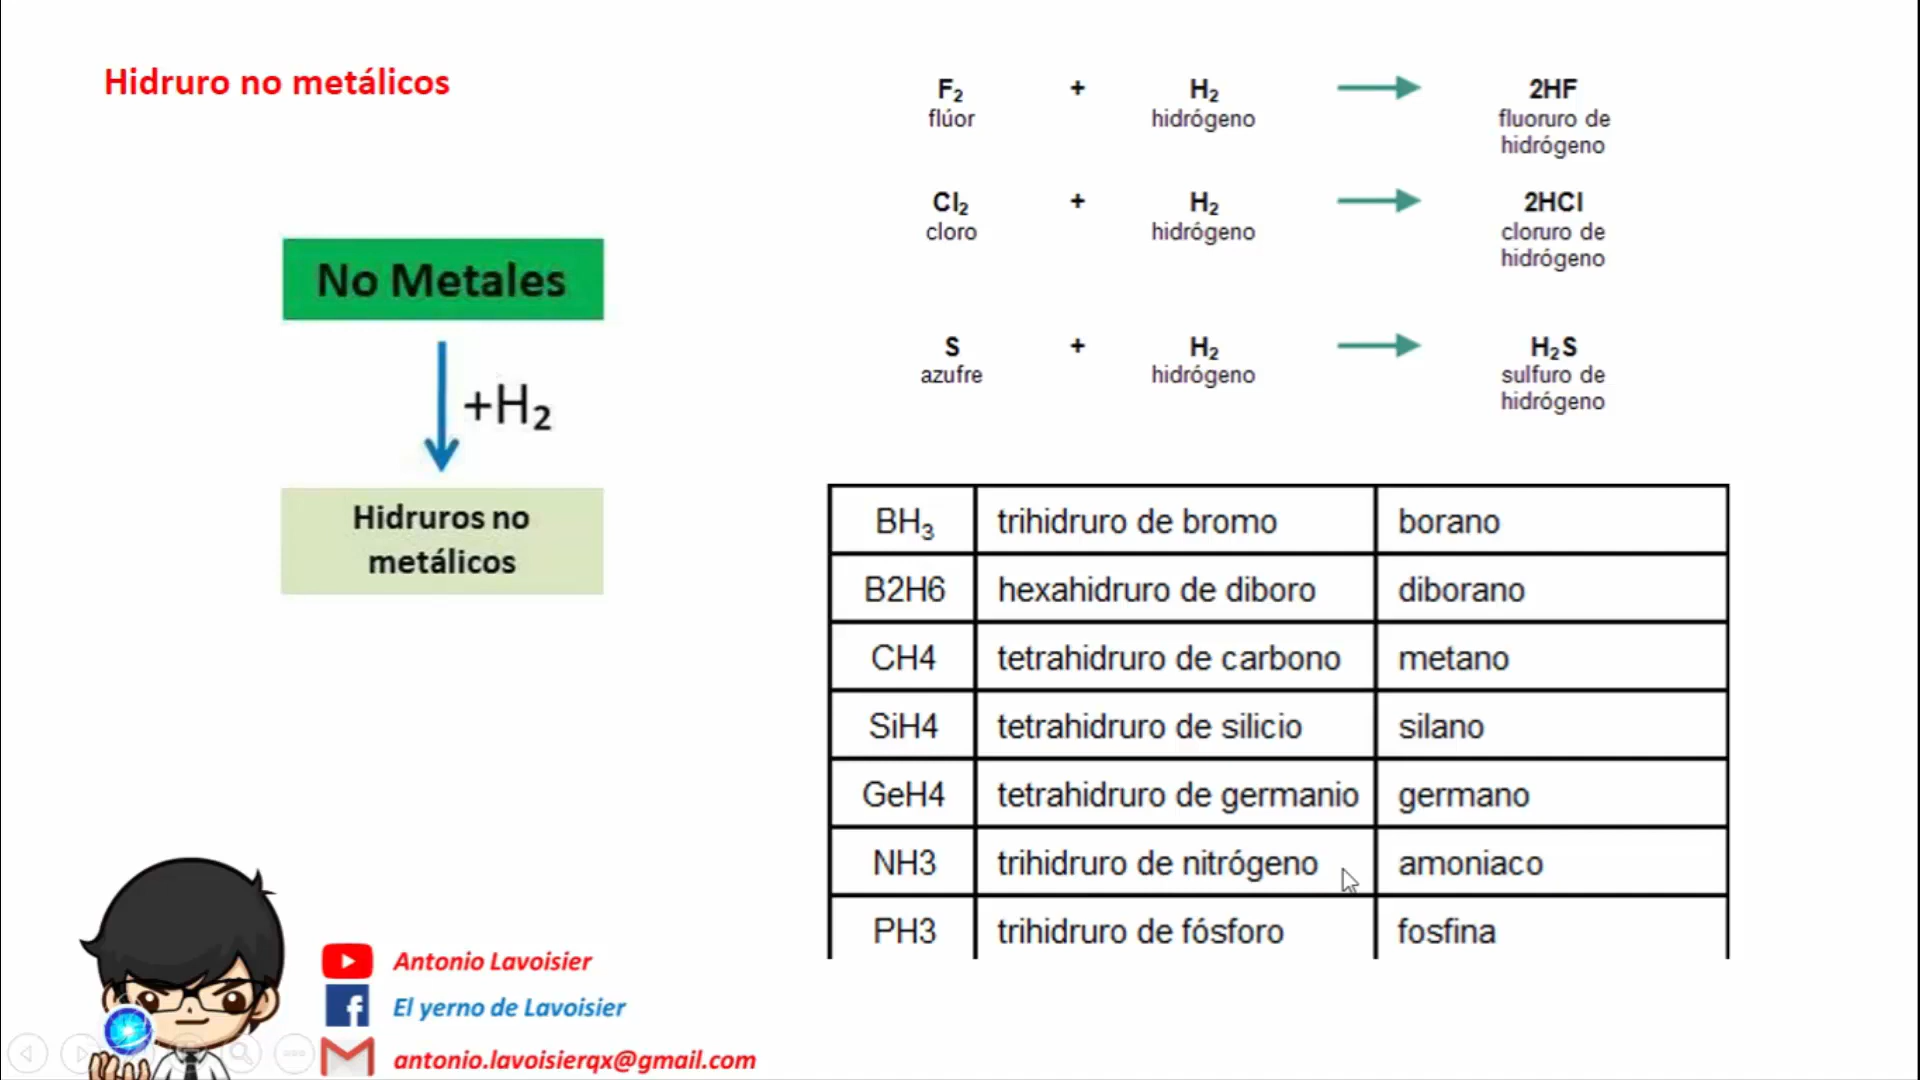 Hidruro no metálicos
No Metales
+H₂
Hidruros no
metálicos
F₂ + H₂ 2HF
flúor hidrógeno fluoruro de
hidrógeno
Cl₂ + H₂ 2HCl
cloro hidrógeno cloruro de
hidrógeno
S + H₂ H₂S
azufre hidrógeno sulfuro de
hidrógeno
BH₃ trihidruro de bromo borano
B2H6 hexahidruro de diboro diborano
CH4 tetrahidruro de carbono metano
SiH4 tetrahidruro de silicio silano
GeH4 tetrahidruro de germanio germano
NH3 trihidruro de nitrógeno amoniaco
PH3 trihidruro de fósforo fosfina
Antonio Lavoisier
El yerno de Lavoisier
antonio.lavoisierqx@gmail.com